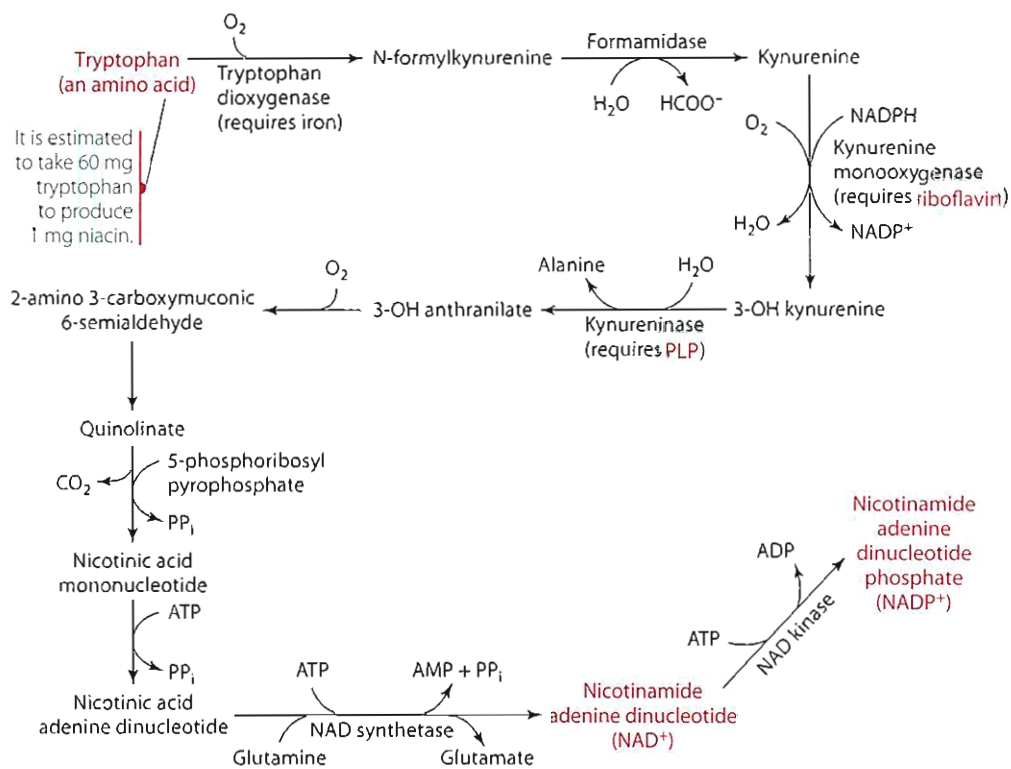 O₂
Tryptophan
(an amino acid)
Tryptophan
dioxygenase
(requires iron)
N-formylkynurenine
Formamidase
H₂O
HCOO⁻
Kynurenine
It is estimated
to take 60 mg
tryptophan
to produce
1 mg niacin.
O₂
NADPH
Kynurenine
monooxygenase
(requires riboflavin)
H₂O
NADP⁺
3-OH kynurenine
H₂O
Alanine
Kynureninase
(requires PLP)
3-OH anthranilate
O₂
2-amino 3-carboxymuconic
6-semialdehyde
Quinolinate
5-phosphoribosyl
pyrophosphate
CO₂
PPᵢ
Nicotinic acid
mononucleotide
ATP
PPᵢ
Nicotinic acid
adenine dinucleotide
ATP
AMP + PPᵢ
NAD synthetase
Glutamine
Glutamate
Nicotinamide
adenine dinucleotide
(NAD⁺)
ATP
ADP
NAD kinase
Nicotinamide
adenine
dinucleotide
phosphate
(NADP⁺)